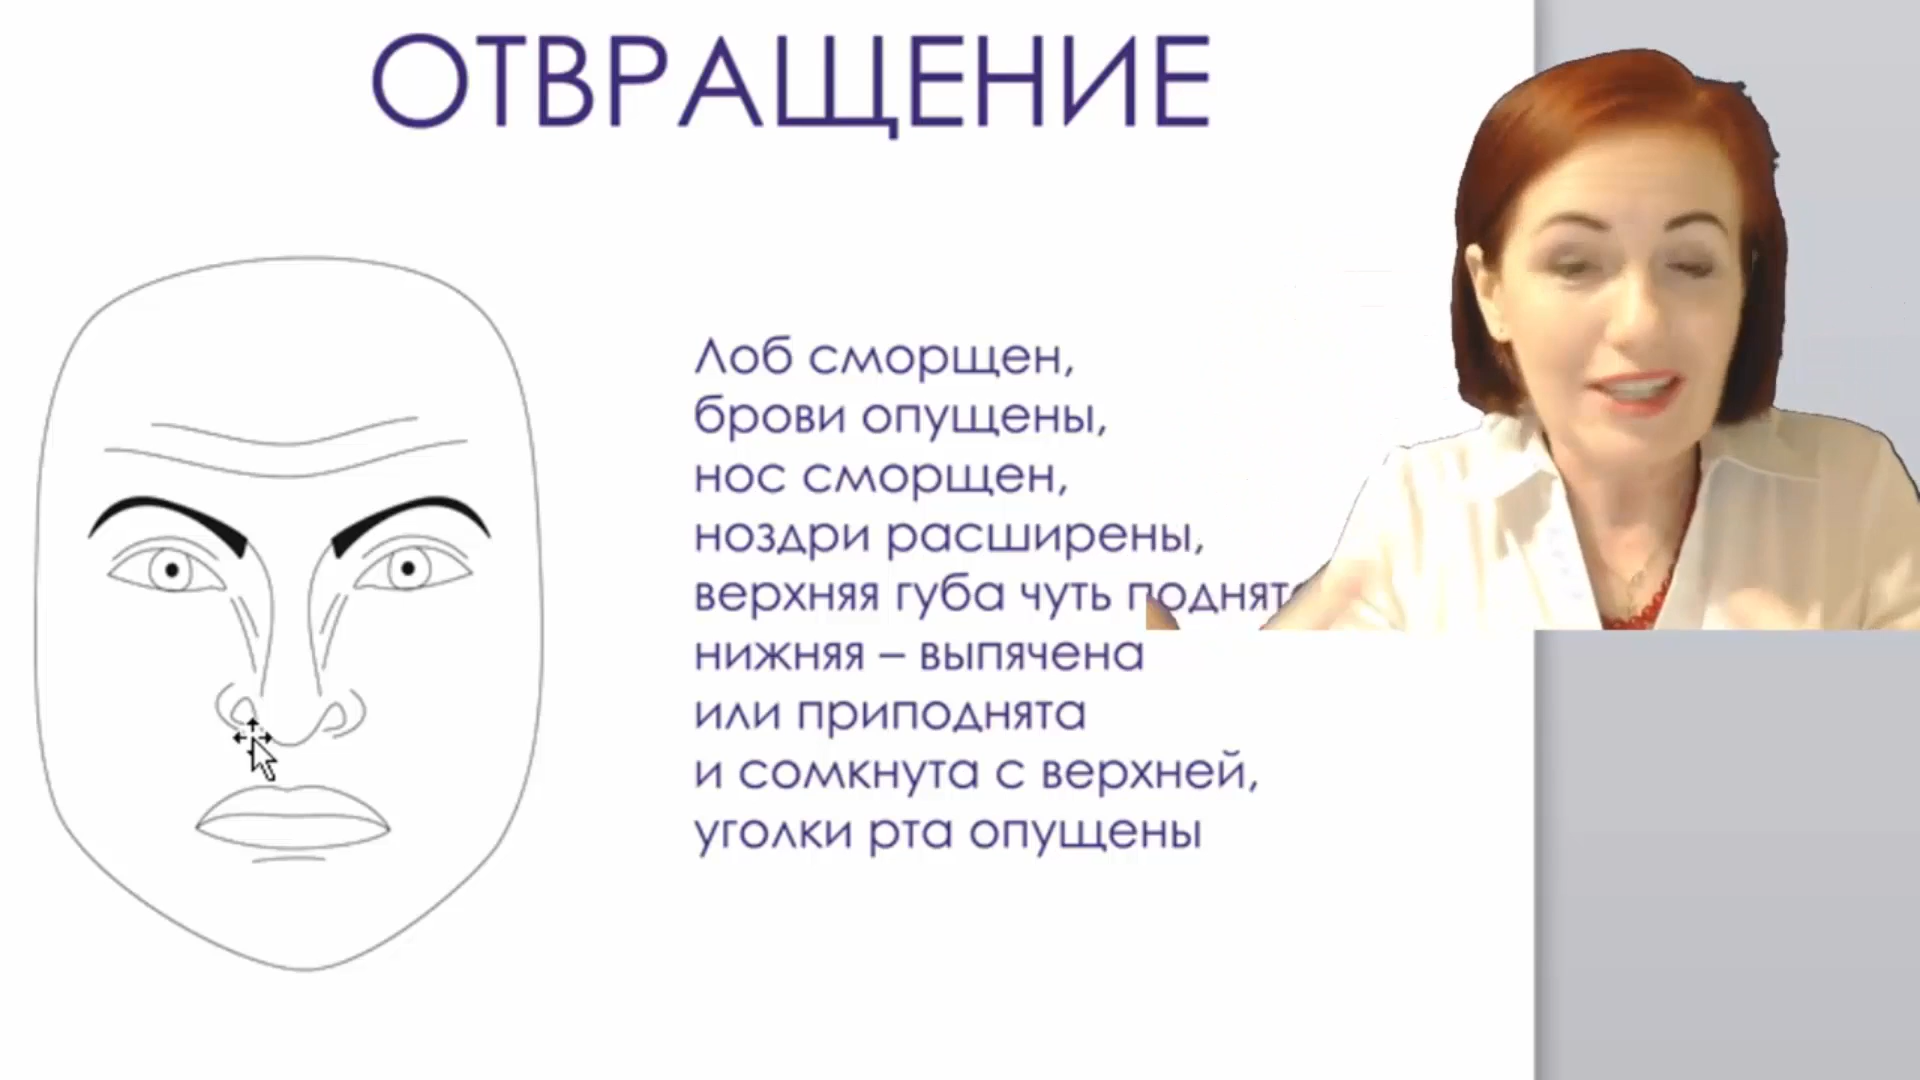 ОТВРАЩЕНИЕ
Лоб сморщен,
брови опущены,
нос сморщен,
ноздри расширены,
верхняя губа чуть
нижняя – выпячена
или приподнята
и сомкнута с верхней,
уголки рта опущены